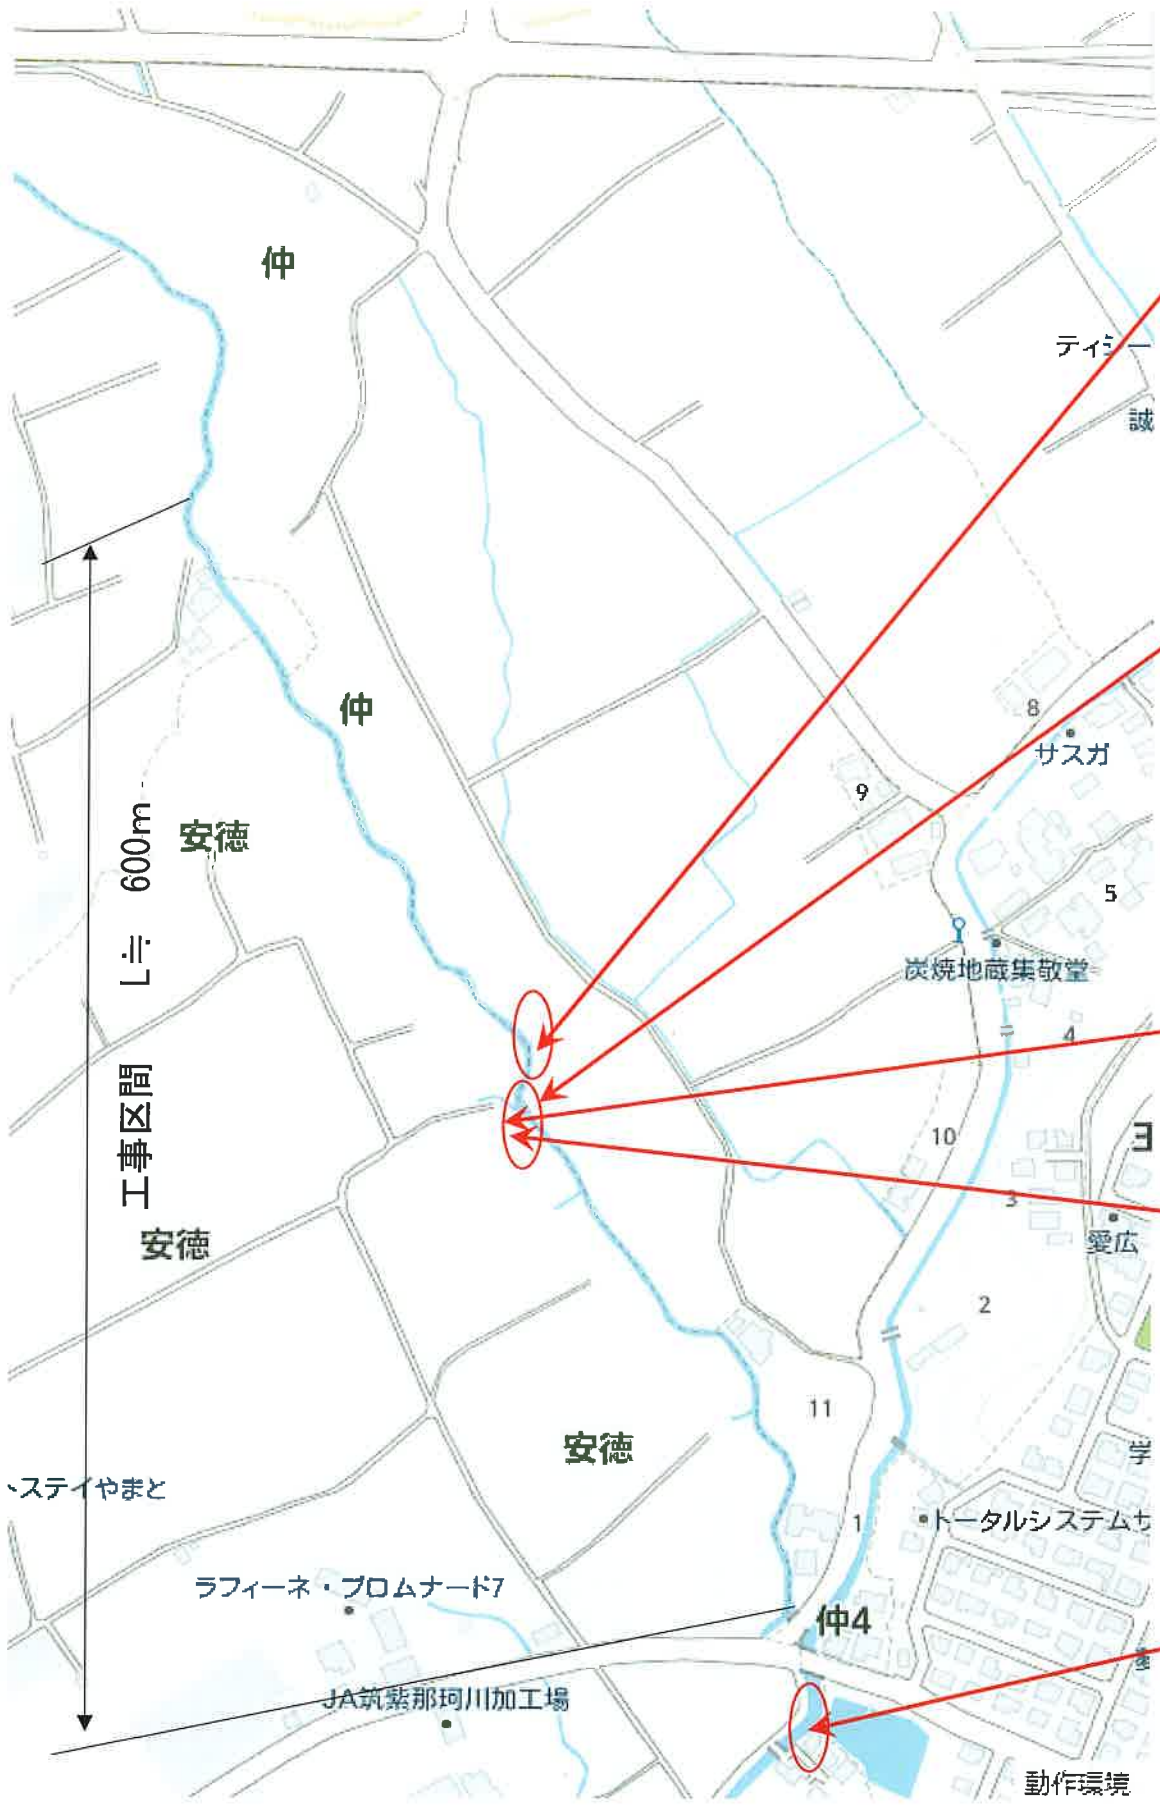 仲
ティシー
誠
仲
8
サスガ
9
安徳
5
炭焼地蔵集敬堂
4
工事区間 L≒ 600m
10
3
安徳
愛広
2
11
安徳
学
ステイやまと
1
トータルシステムサ
ラフィーネ・プロムナード7
仲4
JA筑紫那珂川加工場
動作環境